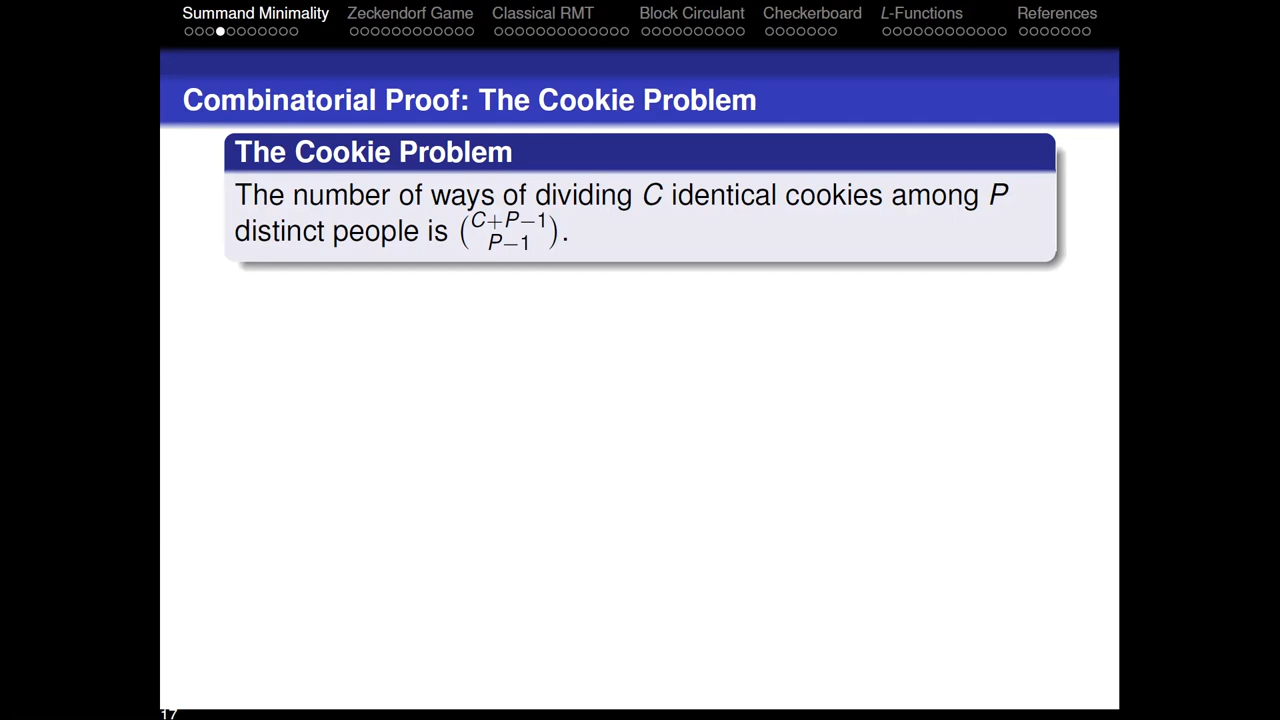 Summand Minimality Zeckendorf Game Classical RMT Block Circulant Checkerboard L-Functions References
Combinatorial Proof: The Cookie Problem
The Cookie Problem
The number of ways of dividing C identical cookies among P
distinct people is (C+P−1 P−1).
17